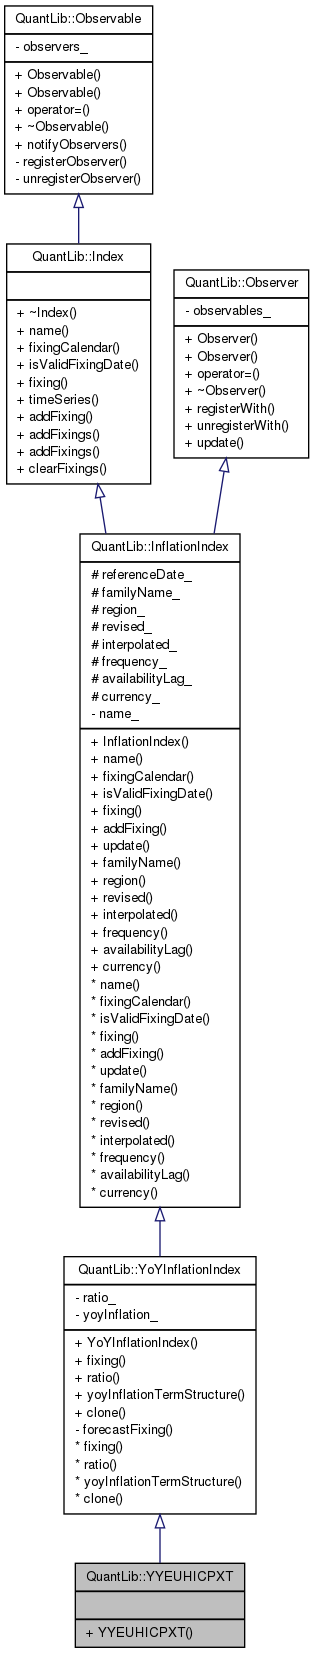 QuantLib::Observable
- observers_
+ Observable()
+ Observable()
+ operator=()
+ ~Observable()
+ notifyObservers()
- registerObserver()
- unregisterObserver()
QuantLib::Index
+ ~Index()
+ name()
+ fixingCalendar()
+ isValidFixingDate()
+ fixing()
+ timeSeries()
+ addFixing()
+ addFixings()
+ addFixings()
+ clearFixings()
QuantLib::Observer
- observables_
+ Observer()
+ Observer()
+ operator=()
+ ~Observer()
+ registerWith()
+ unregisterWith()
+ update()
QuantLib::InflationIndex
# referenceDate_
# familyName_
# region_
# revised_
# interpolated_
# frequency_
# availabilityLag_
# currency_
- name_
+ InflationIndex()
+ name()
+ fixingCalendar()
+ isValidFixingDate()
+ fixing()
+ addFixing()
+ update()
+ familyName()
+ region()
+ revised()
+ interpolated()
+ frequency()
+ availabilityLag()
+ currency()
* name()
* fixingCalendar()
* isValidFixingDate()
* fixing()
* addFixing()
* update()
* familyName()
* region()
* revised()
* interpolated()
* frequency()
* availabilityLag()
* currency()
QuantLib::YoYInflationIndex
- ratio_
- yoyInflation_
+ YoYInflationIndex()
+ fixing()
+ ratio()
+ yoyInflationTermStructure()
+ clone()
- forecastFixing()
* fixing()
* ratio()
* yoyInflationTermStructure()
* clone()
QuantLib::YYEUHICPXT
+ YYEUHICPXT()